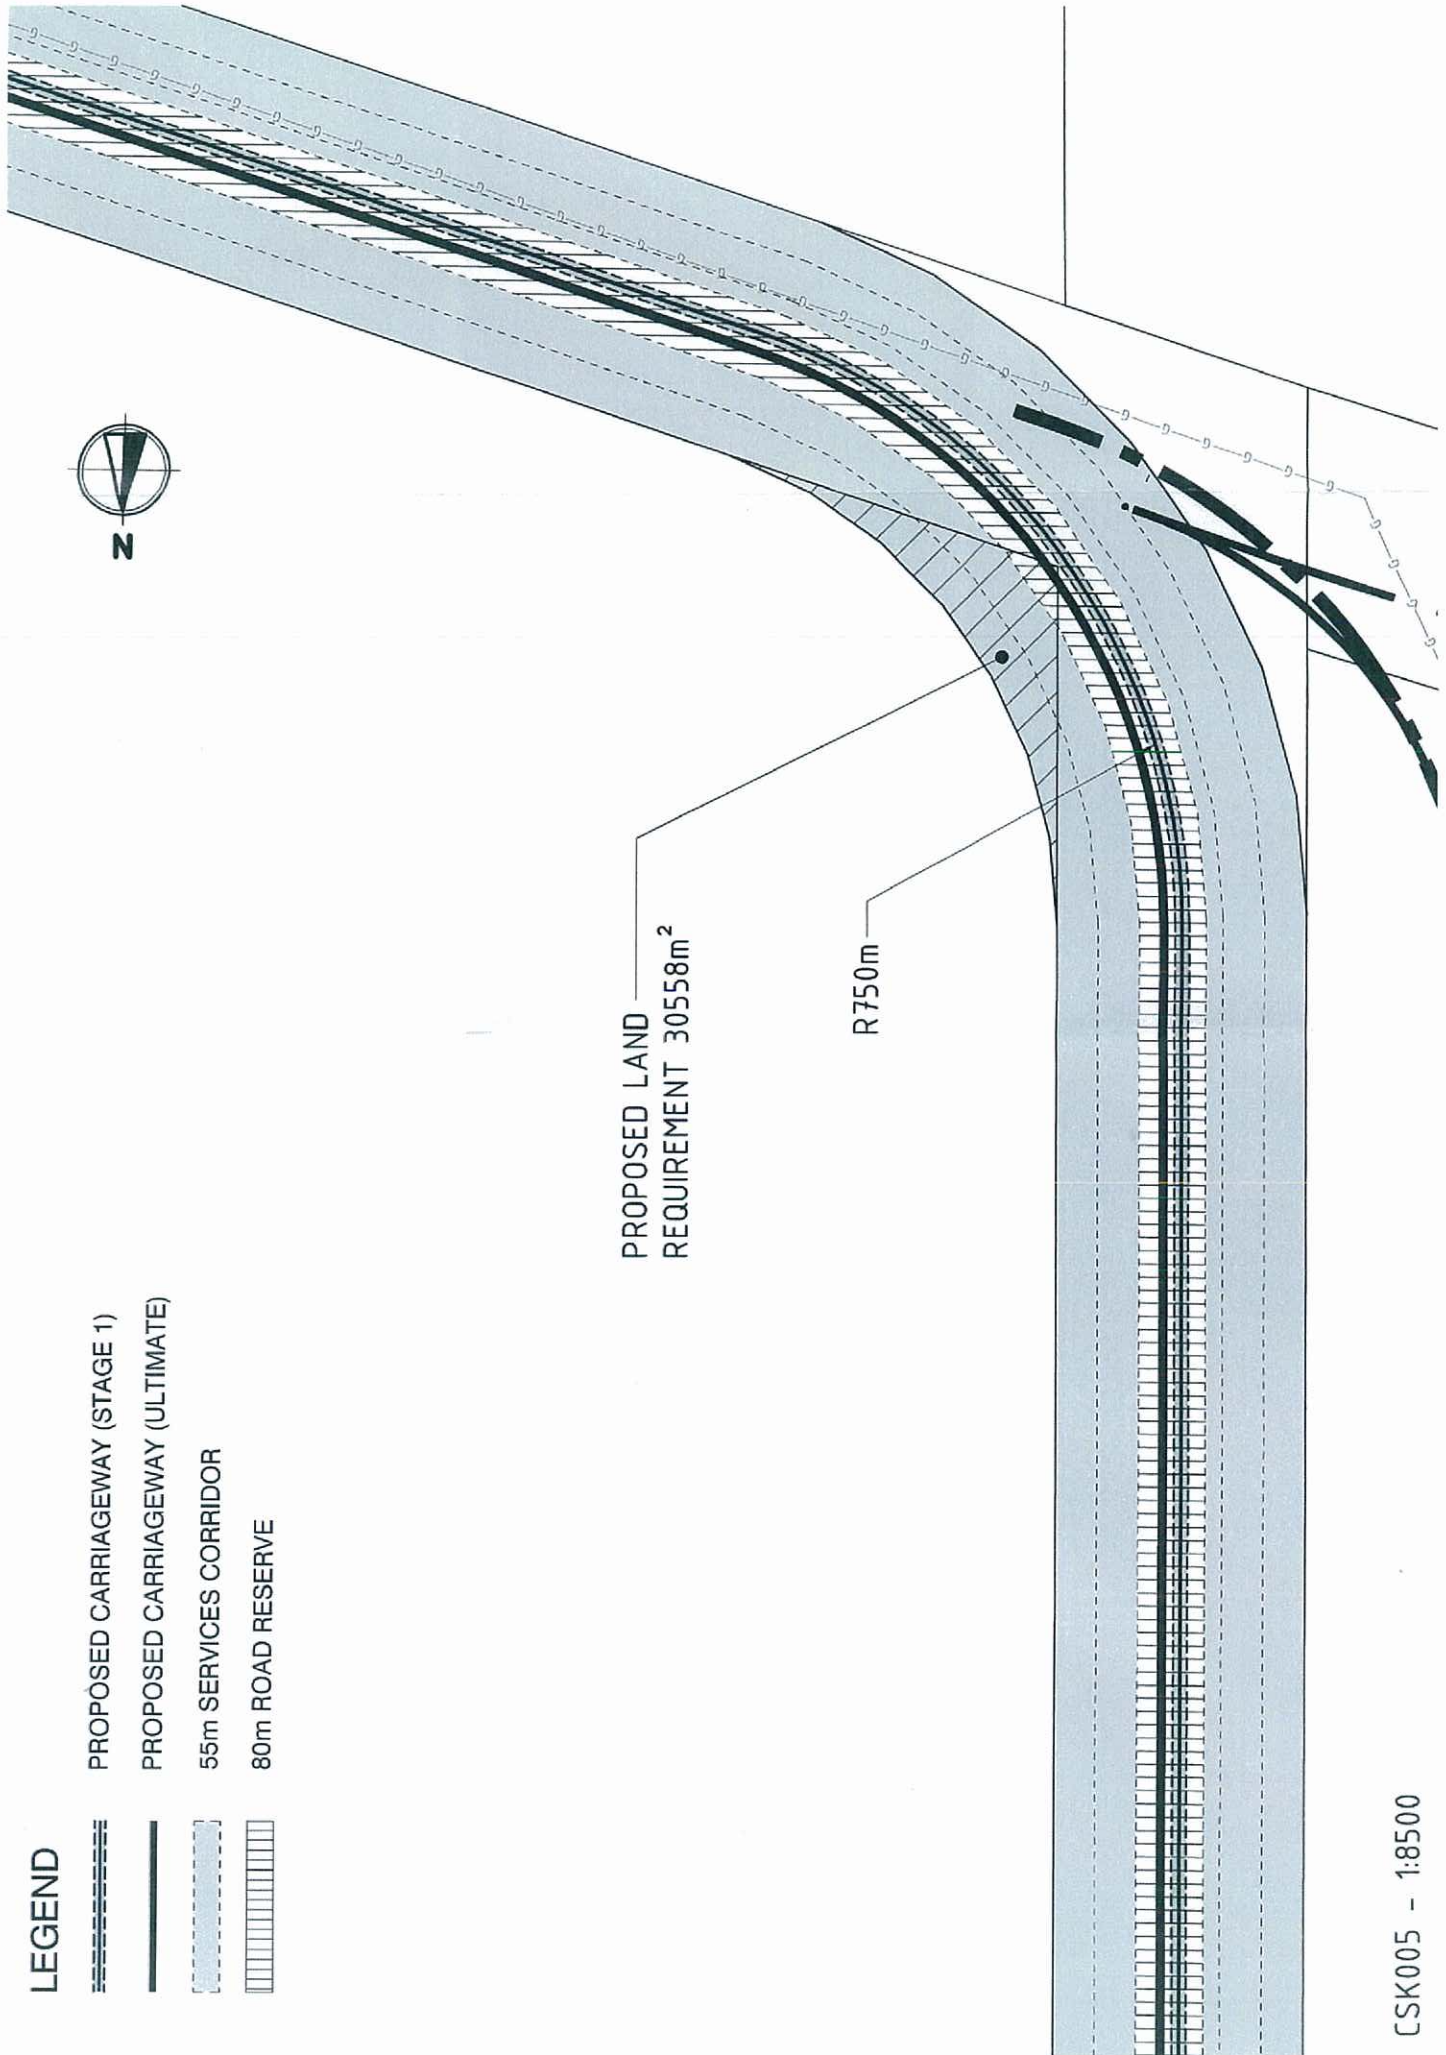 LEGEND
PROPOSED CARRIAGEWAY (STAGE 1)
PROPOSED CARRIAGEWAY (ULTIMATE)
55m SERVICES CORRIDOR
80m ROAD RESERVE
N
PROPOSED LAND
REQUIREMENT 30558m²
R750m
CSK005 - 1:8500